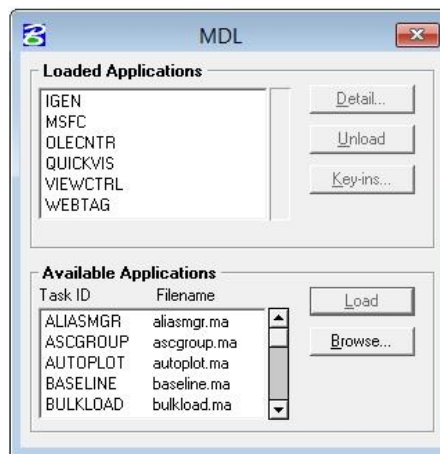 MDL
Loaded Applications
IGEN
MSFC
OLECNTR
QUICKVIS
VIEWCTRL
WEBTAG
Detail...
Unload
Key-ins...
Available Applications
Task ID Filename
ALIASMGR aliasmgr.ma
ASCGROUP ascgroup.ma
AUTOPLOT autoplot.ma
BASELINE baseline.ma
BULKLOAD bulkload.ma
Load
Browse...